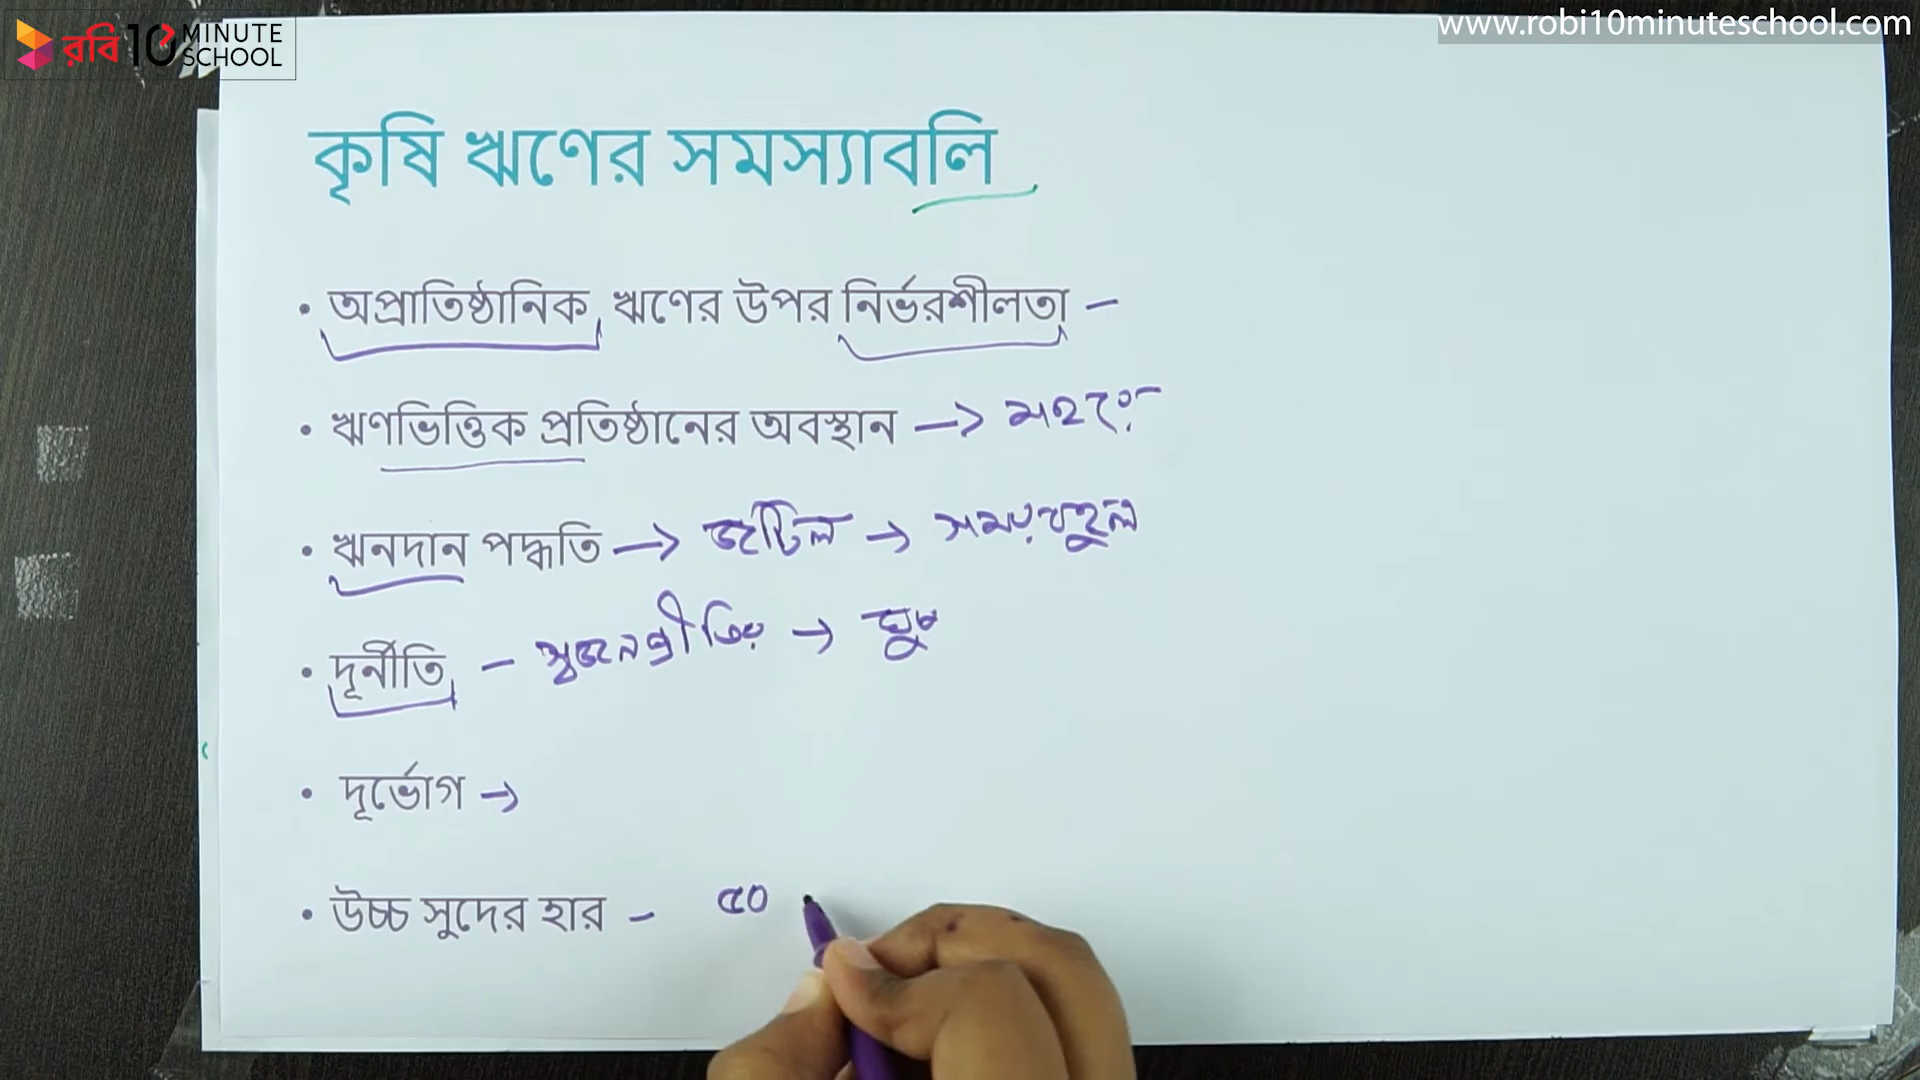 রবি 10 MINUTE SCHOOL
www.robi10minuteschool.com
কৃষি ঋণের সমস্যাবলি
• অপ্রাতিষ্ঠানিক ঋণের উপর নির্ভরশীলতা –
• ঋণভিত্তিক প্রতিষ্ঠানের অবস্থান →
• ঋনদান পদ্ধতি → জটিল → সময়বহুল
• দূর্নীতি – স্বজনপ্রীতি → ঘুষ
• দূর্ভোগ →
• উচ্চ সুদের হার – ৫০